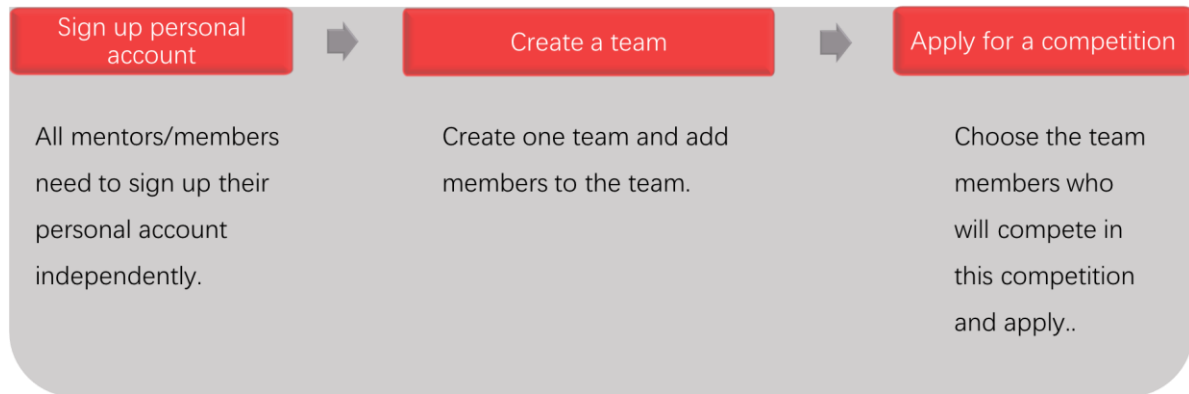 Sign up personal
account
Create a team
Apply for a competition
All mentors/members
need to sign up their
personal account
independently.
Create one team and add
members to the team.
Choose the team
members who
will compete in
this competition
and apply..